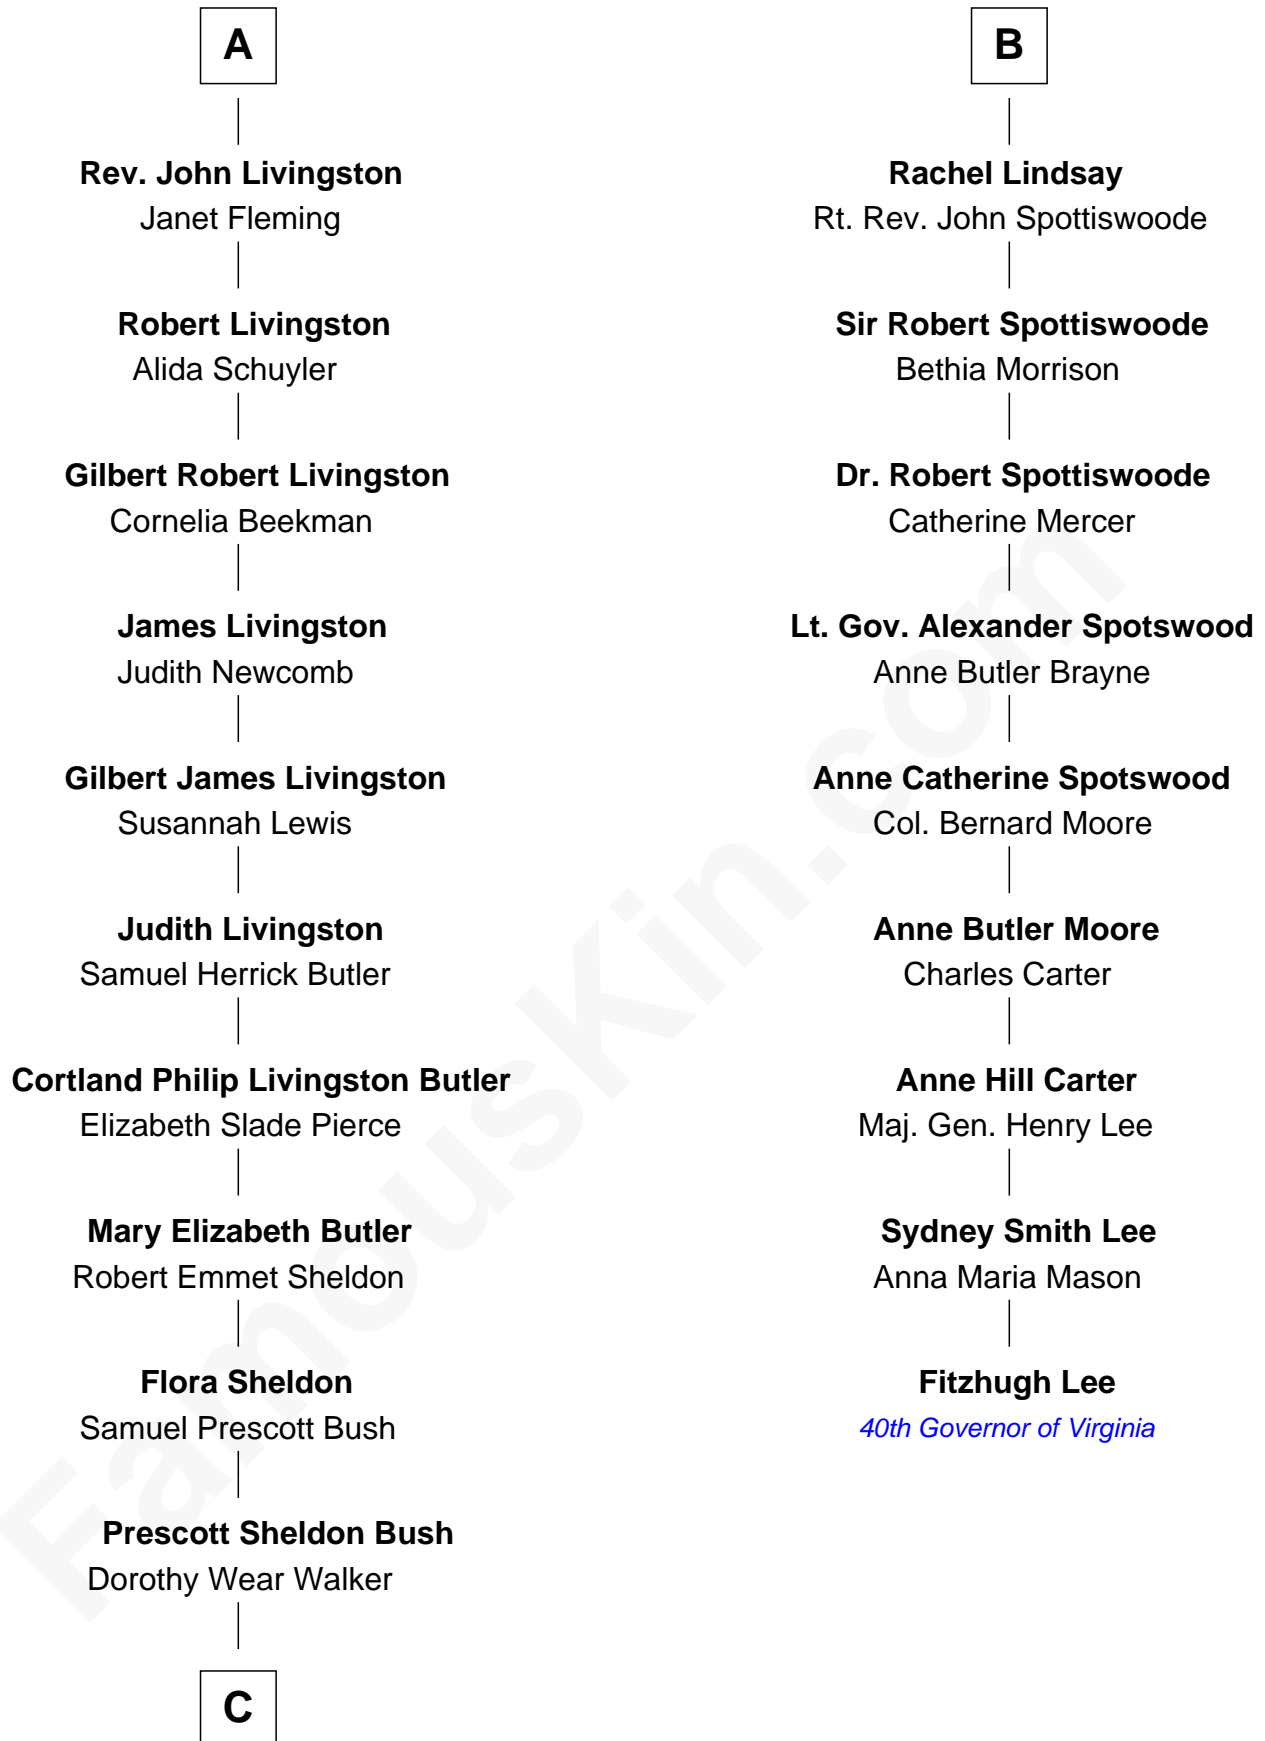 A
Rev. John Livingston
Janet Fleming
Robert Livingston
Alida Schuyler
Gilbert Robert Livingston
Cornelia Beekman
James Livingston
Judith Newcomb
Gilbert James Livingston
Susannah Lewis
Judith Livingston
Samuel Herrick Butler
Cortland Philip Livingston Butler
Elizabeth Slade Pierce
Mary Elizabeth Butler
Robert Emmet Sheldon
Flora Sheldon
Samuel Prescott Bush
Prescott Sheldon Bush
Dorothy Wear Walker
C
B
Rachel Lindsay
Rt. Rev. John Spottiswoode
Sir Robert Spottiswoode
Bethia Morrison
Dr. Robert Spottiswoode
Catherine Mercer
Lt. Gov. Alexander Spotswood
Anne Butler Brayne
Anne Catherine Spotswood
Col. Bernard Moore
Anne Butler Moore
Charles Carter
Anne Hill Carter
Maj. Gen. Henry Lee
Sydney Smith Lee
Anna Maria Mason
Fitzhugh Lee
40th Governor of Virginia
FamousKin.com